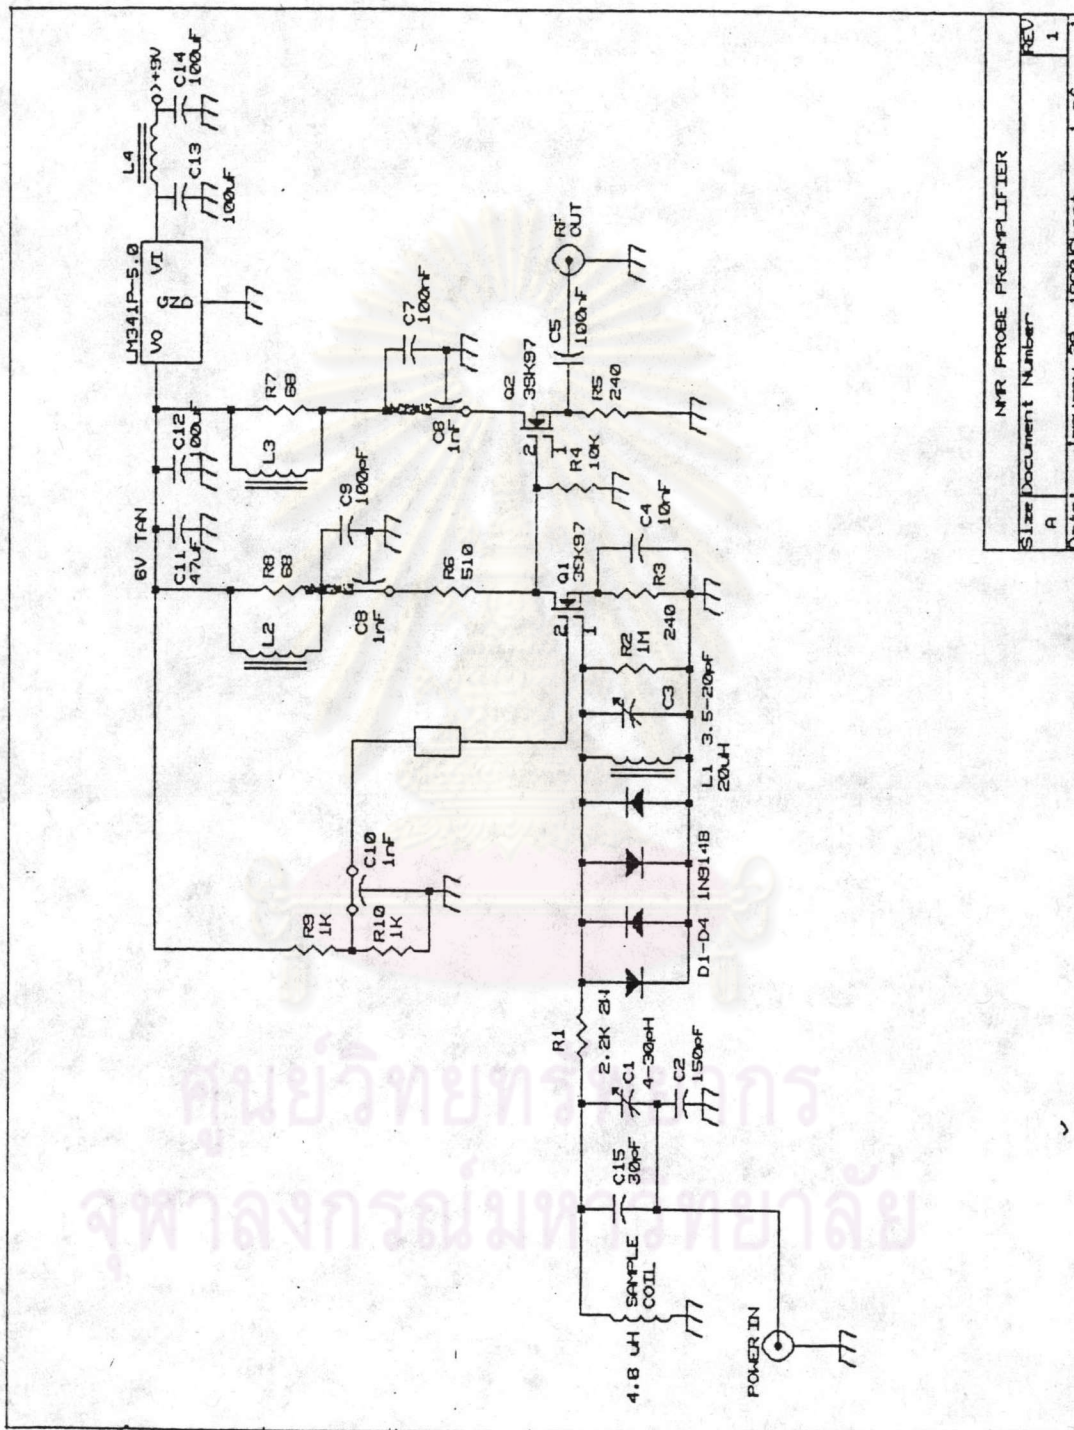 L4
O>+9V
C14
100uF
C13
100uF
LM341P-5.0
VO
VI
GND
C12
100uF
6V TAN
C11
47uF
R7
68
L3
C7
100nF
C8
1nF
R8
68
L2
C9
100pF
C8
1nF
R6
510
Q2
3SK97
2
1
C5
100nF
RF
OUT
R5
240
R4
10K
Q1
3SK97
2
1
C4
10nF
R3
240
R2
1M
C3
3.5-20pF
L1
20uH
R9
1K
R10
1K
C10
1nF
D1-D4 1N914B
R1
2.2K 2W
C1
4-30pH
C2
150pF
C15
30pF
SAMPLE
COIL
4.8 uH
POWER IN
NMR PROBE PREAMPLIFIER
Size
Document Number
REV
A
1
ศูนย์วิทยทรัพยากร
จุฬาลงกรณ์มหาวิทยาลัย